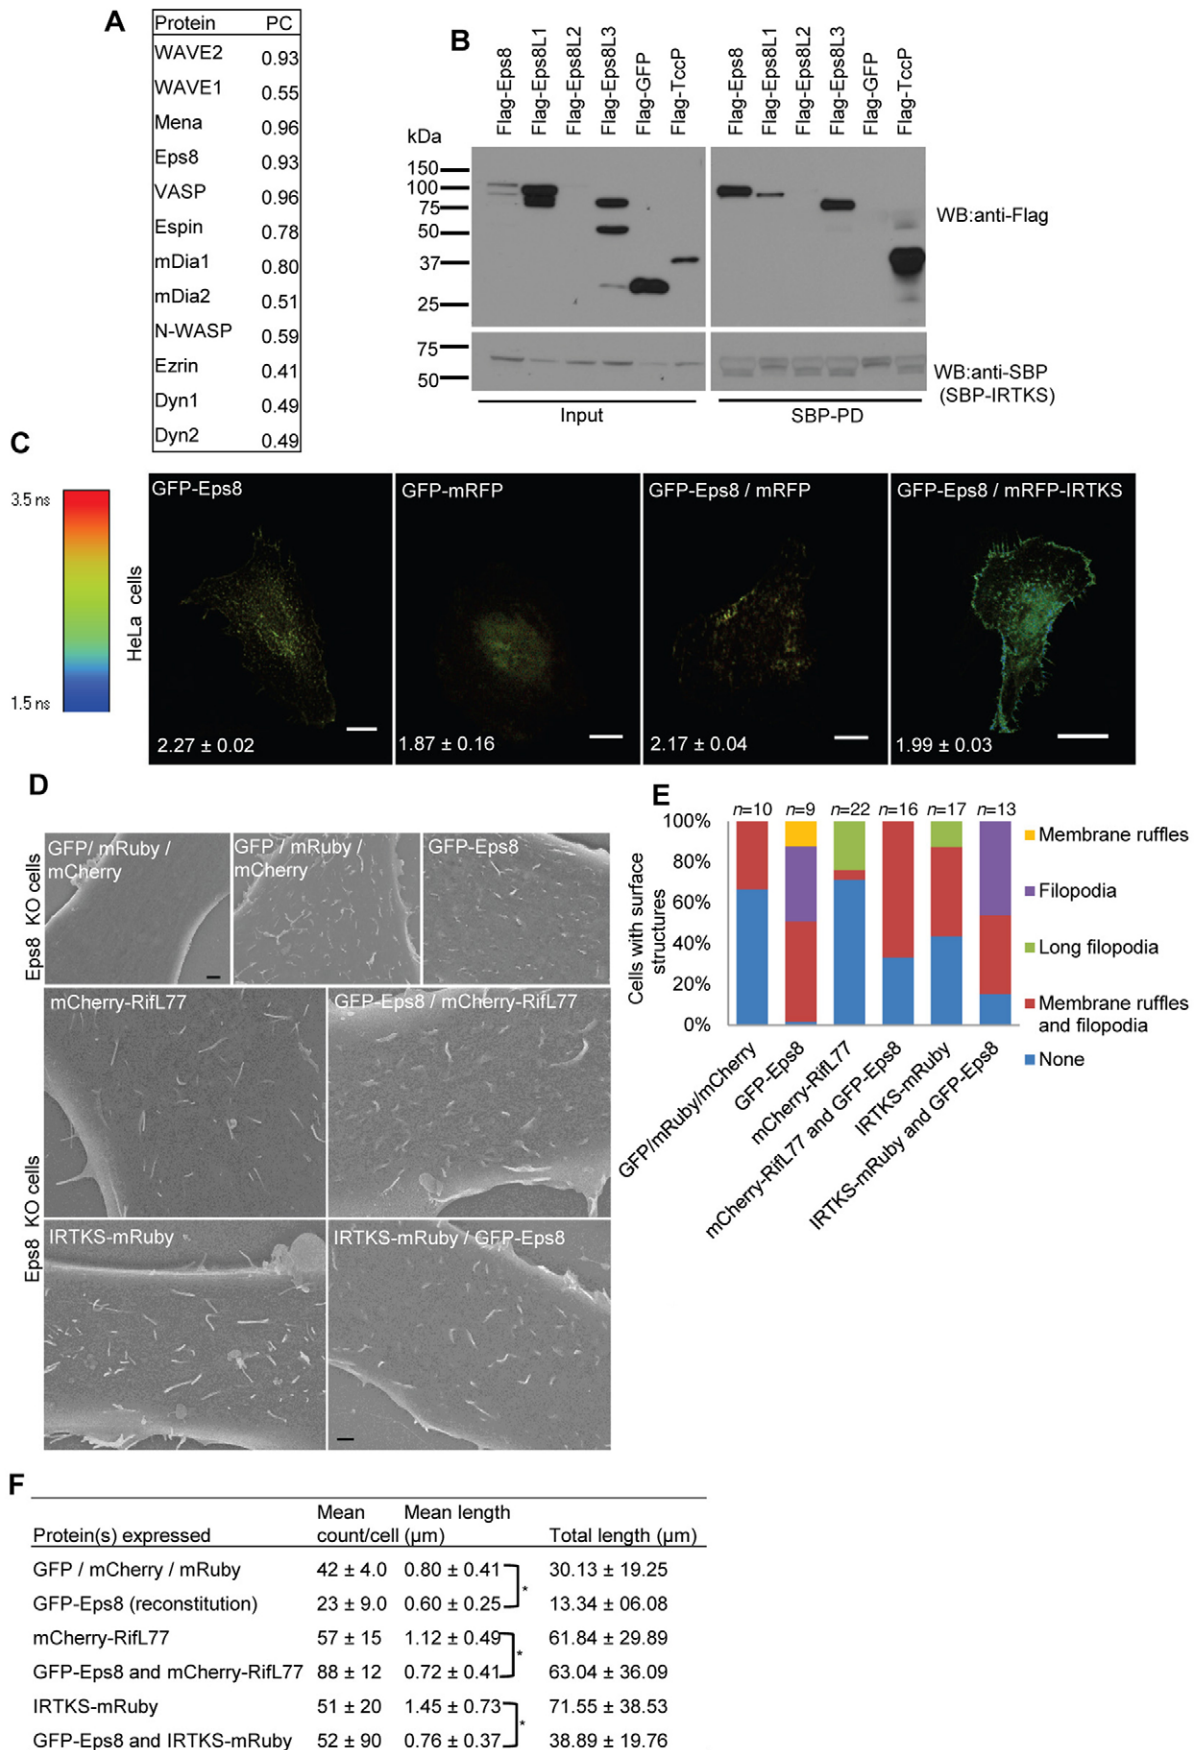 A
Protein PC
WAVE2 0.93
WAVE1 0.55
Mena 0.96
Eps8 0.93
VASP 0.96
Espin 0.78
mDia1 0.80
mDia2 0.51
N-WASP 0.59
Ezrin 0.41
Dyn1 0.49
Dyn2 0.49
B
Flag-Eps8
Flag-Eps8L1
Flag-Eps8L2
Flag-Eps8L3
Flag-GFP
Flag-TccP
Flag-Eps8
Flag-Eps8L1
Flag-Eps8L2
Flag-Eps8L3
Flag-GFP
Flag-TccP
kDa
150
100
75
50
37
25
WB:anti-Flag
75
50
WB:anti-SBP
(SBP-IRTKS)
Input
SBP-PD
C
3.5 ns
1.5 ns
HeLa cells
GFP-Eps8
2.27 ± 0.02
GFP-mRFP
1.87 ± 0.16
GFP-Eps8 / mRFP
2.17 ± 0.04
GFP-Eps8 / mRFP-IRTKS
1.99 ± 0.03
D
Eps8 KO cells
GFP/ mRuby /
mCherry
GFP / mRuby /
mCherry
GFP-Eps8
Eps8 KO cells
mCherry-RifL77
GFP-Eps8 / mCherry-RifL77
IRTKS-mRuby
IRTKS-mRuby / GFP-Eps8
E
Cells with surface
structures
100%
80%
60%
40%
20%
0%
n=10 n=9 n=22 n=16 n=17 n=13
GFP/mRuby/mCherry
GFP-Eps8
mCherry-RifL77
mCherry-RifL77 and GFP-Eps8
IRTKS-mRuby
IRTKS-mRuby and GFP-Eps8
Membrane ruffles
Filopodia
Long filopodia
Membrane ruffles
and filopodia
None
F
Protein(s) expressed Mean count/cell Mean length (µm) Total length (µm)
GFP / mCherry / mRuby 42 ± 4.0 0.80 ± 0.41 30.13 ± 19.25
*
GFP-Eps8 (reconstitution) 23 ± 9.0 0.60 ± 0.25 13.34 ± 06.08
mCherry-RifL77 57 ± 15 1.12 ± 0.49 61.84 ± 29.89
*
GFP-Eps8 and mCherry-RifL77 88 ± 12 0.72 ± 0.41 63.04 ± 36.09
IRTKS-mRuby 51 ± 20 1.45 ± 0.73 71.55 ± 38.53
*
GFP-Eps8 and IRTKS-mRuby 52 ± 90 0.76 ± 0.37 38.89 ± 19.76